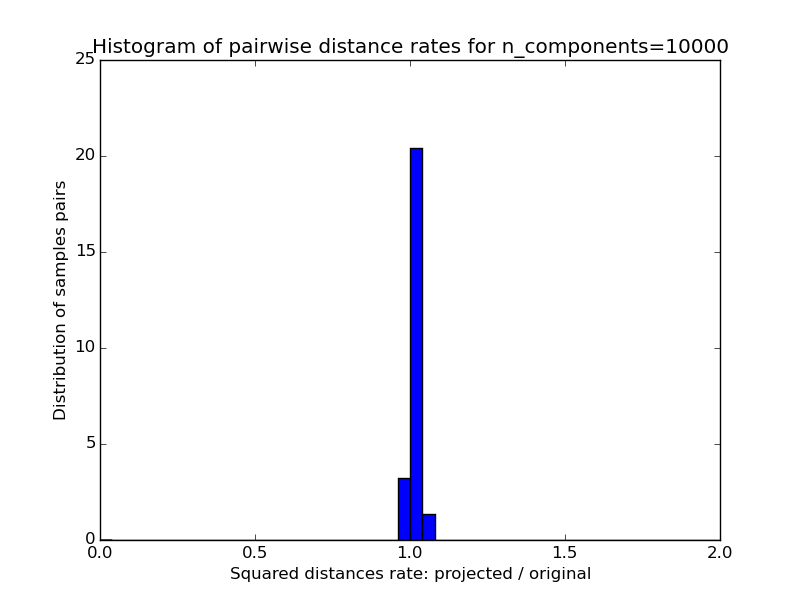 Histogram of pairwise distance rates for n_components=10000
25
20
15
10
5
0
Distribution of samples pairs
0.0 0.5 1.0 1.5 2.0
Squared distances rate: projected / original